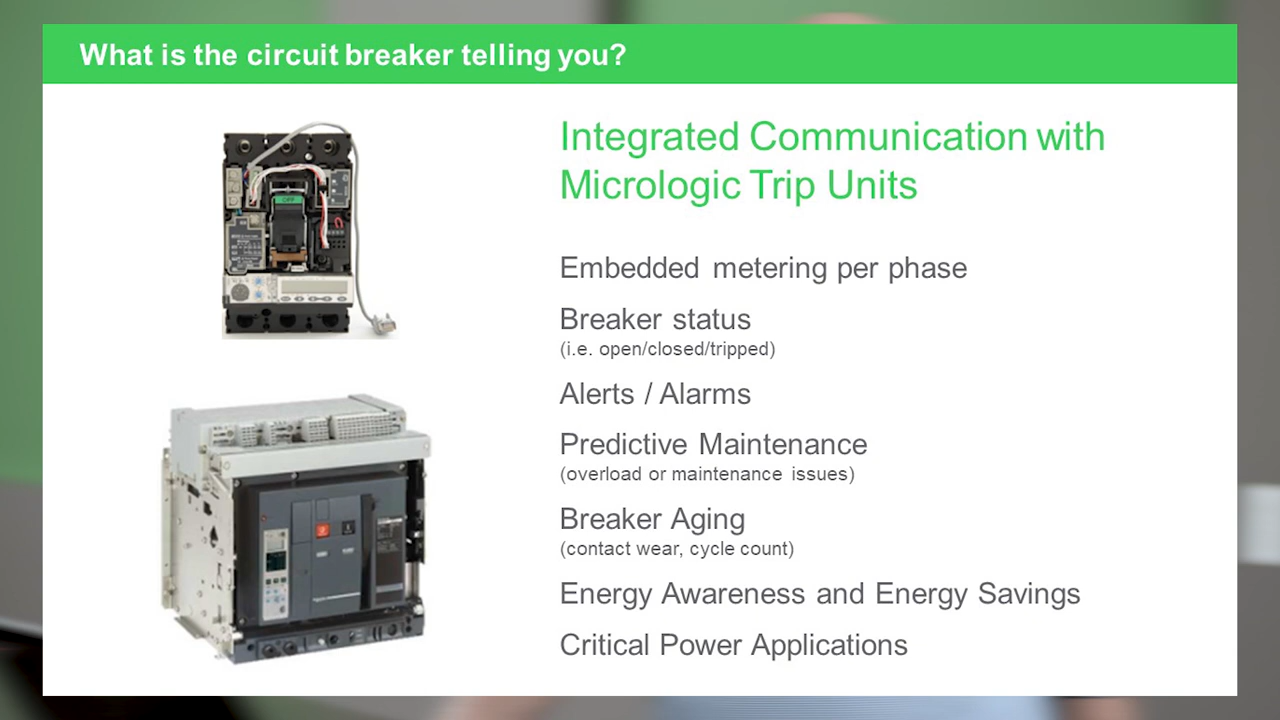 What is the circuit breaker telling you?
Integrated Communication with
Micrologic Trip Units
Embedded metering per phase
Breaker status
(i.e. open/closed/tripped)
Alerts / Alarms
Predictive Maintenance
(overload or maintenance issues)
Breaker Aging
(contact wear, cycle count)
Energy Awareness and Energy Savings
Critical Power Applications
OFF